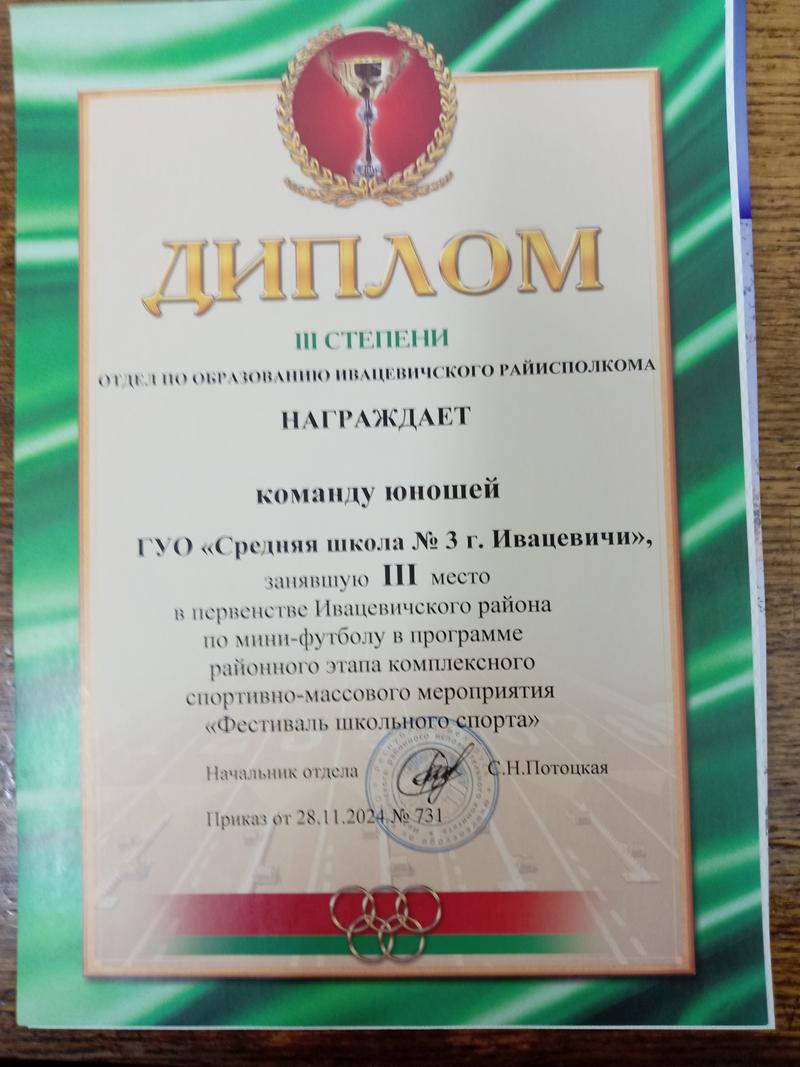 ДИПЛОМ
III СТЕПЕНИ
ОТДЕЛ ПО ОБРАЗОВАНИЮ ИВАЦЕВИЧСКОГО РАЙИСПОЛКОМА
НАГРАЖДАЕТ
команду юношей
ГУО «Средняя школа № 3 г. Ивацевичи»,
занявшую III место
в первенстве Ивацевичского района
по мини-футболу в программе
районного этапа комплексного
спортивно-массового мероприятия
«Фестиваль школьного спорта»
Начальник отдела С.Н.Потоцкая
Приказ от 28.11.2024 № 731